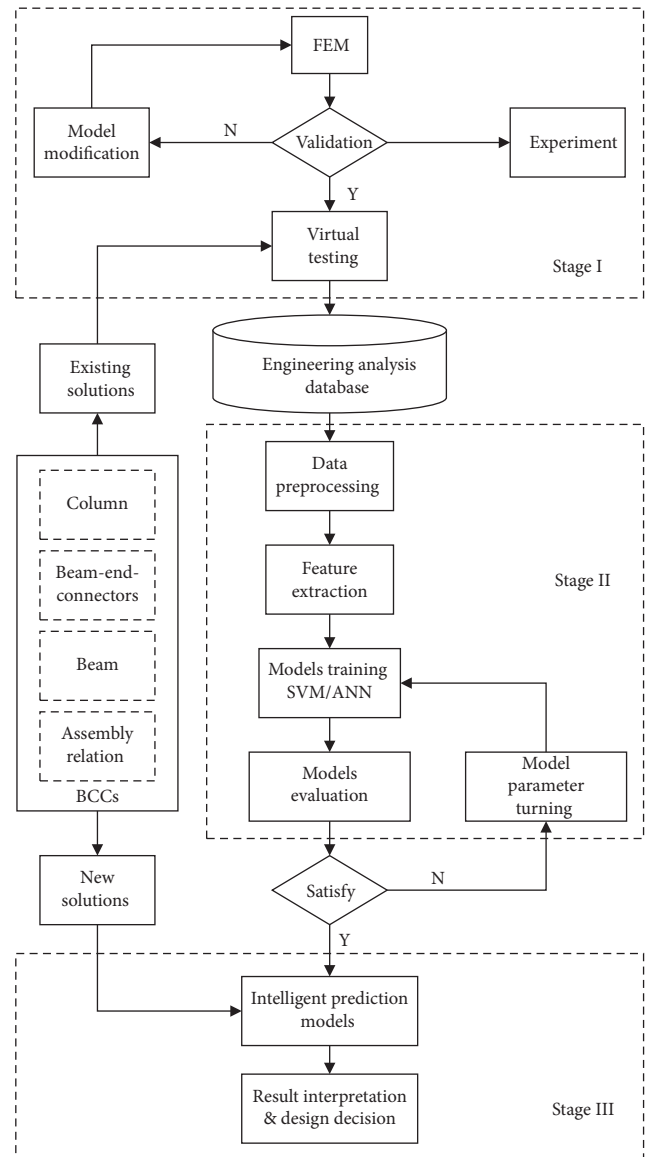 FEM
Model
modification
N
Validation
Experiment
Y
Virtual
testing
Stage I
Existing
solutions
Engineering analysis
database
Column
Beam-end-
connectors
Beam
Assembly
relation
BCCs
Data
preprocessing
Feature
extraction
Stage II
Models training
SVM/ANN
Models
evaluation
Model
parameter
turning
New
solutions
Satisfy
N
Y
Intelligent prediction
models
Result interpretation
& design decision
Stage III